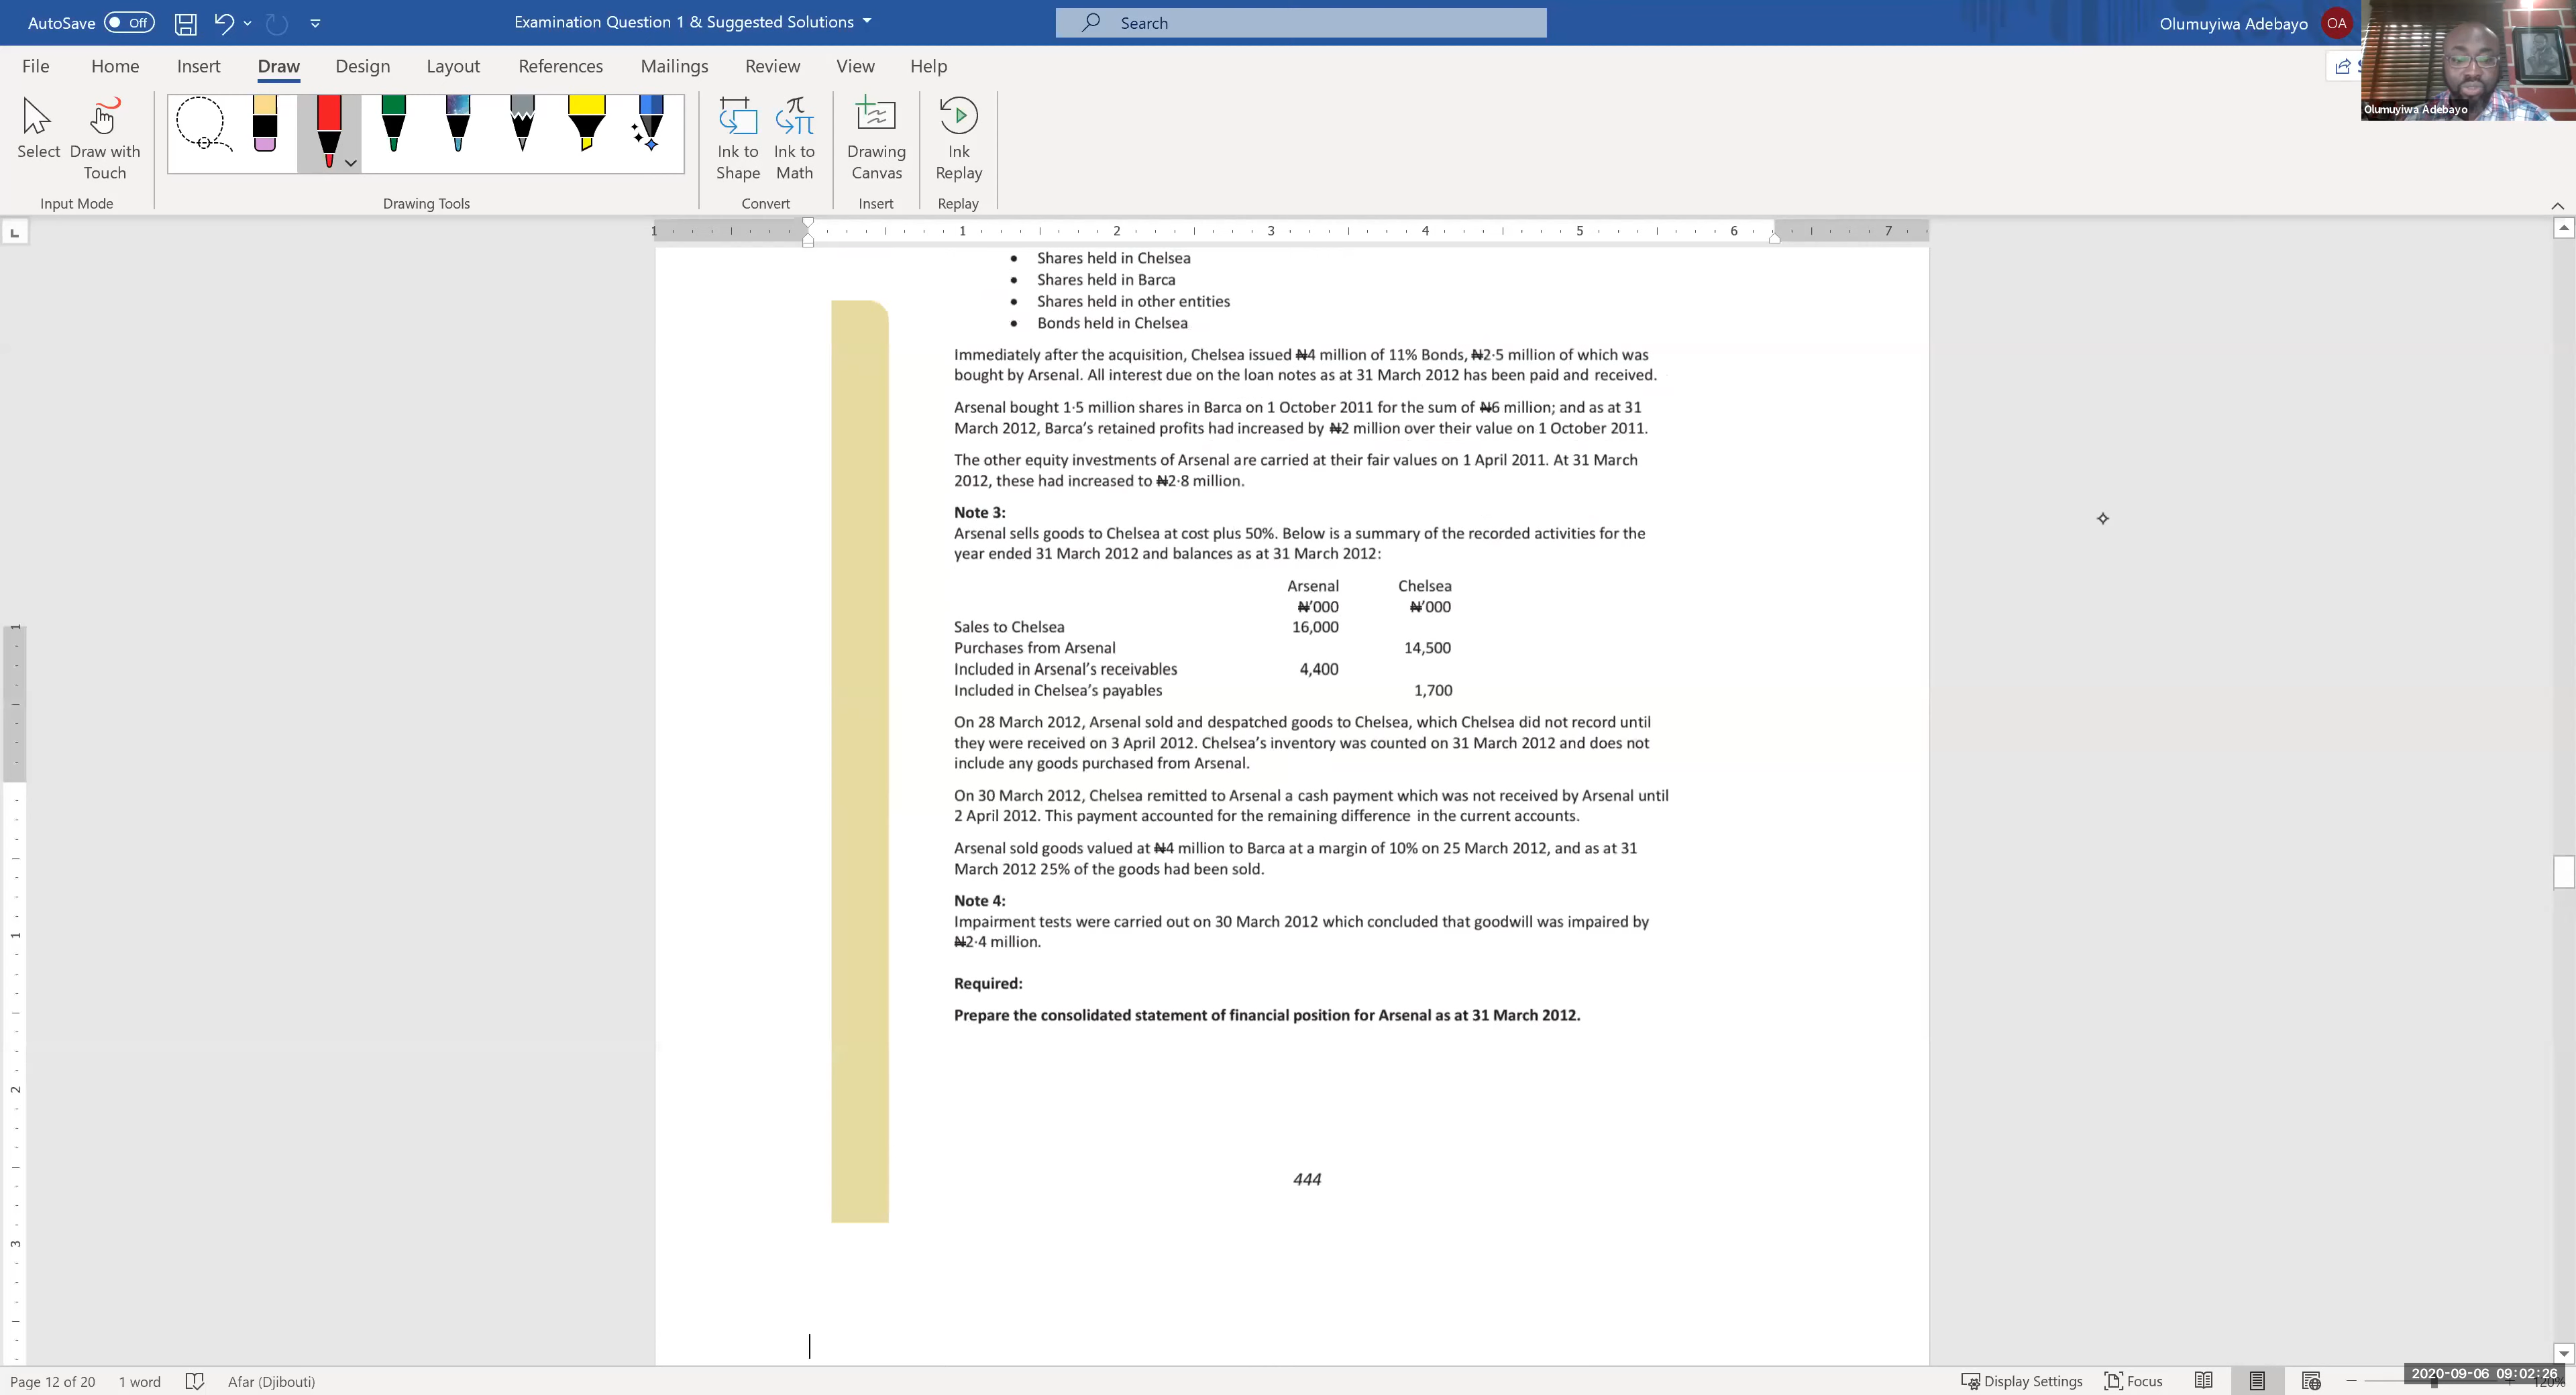 AutoSave Off
Examination Question 1 & Suggested Solutions
Search
Olumuyiwa Adebayo OA
File Home Insert Draw Design Layout References Mailings Review View Help
Olumuyiwa Adebayo
Select
Draw with Touch
Ink to Shape
Ink to Math
Drawing Canvas
Ink Replay
Input Mode
Drawing Tools
Convert
Insert
Replay
1 1 2 3 4 5 6 7
• Shares held in Chelsea
• Shares held in Barca
• Shares held in other entities
• Bonds held in Chelsea
Immediately after the acquisition, Chelsea issued ₦4 million of 11% Bonds, ₦2·5 million of which was
bought by Arsenal. All interest due on the loan notes as at 31 March 2012 has been paid and received.
Arsenal bought 1·5 million shares in Barca on 1 October 2011 for the sum of ₦6 million; and as at 31
March 2012, Barca's retained profits had increased by ₦2 million over their value on 1 October 2011.
The other equity investments of Arsenal are carried at their fair values on 1 April 2011. At 31 March
2012, these had increased to ₦2·8 million.
Note 3:
Arsenal sells goods to Chelsea at cost plus 50%. Below is a summary of the recorded activities for the
year ended 31 March 2012 and balances as at 31 March 2012:
Arsenal Chelsea
₦'000 ₦'000
Sales to Chelsea 16,000
Purchases from Arsenal 14,500
Included in Arsenal's receivables 4,400
Included in Chelsea's payables 1,700
On 28 March 2012, Arsenal sold and despatched goods to Chelsea, which Chelsea did not record until
they were received on 3 April 2012. Chelsea's inventory was counted on 31 March 2012 and does not
include any goods purchased from Arsenal.
On 30 March 2012, Chelsea remitted to Arsenal a cash payment which was not received by Arsenal until
2 April 2012. This payment accounted for the remaining difference in the current accounts.
Arsenal sold goods valued at ₦4 million to Barca at a margin of 10% on 25 March 2012, and as at 31
March 2012 25% of the goods had been sold.
Note 4:
Impairment tests were carried out on 30 March 2012 which concluded that goodwill was impaired by
₦2·4 million.
Required:
Prepare the consolidated statement of financial position for Arsenal as at 31 March 2012.
444
1
1
2
3
Page 12 of 20 1 word Afar (Djibouti)
Display Settings Focus
2020-09-06 09:02:26
120%